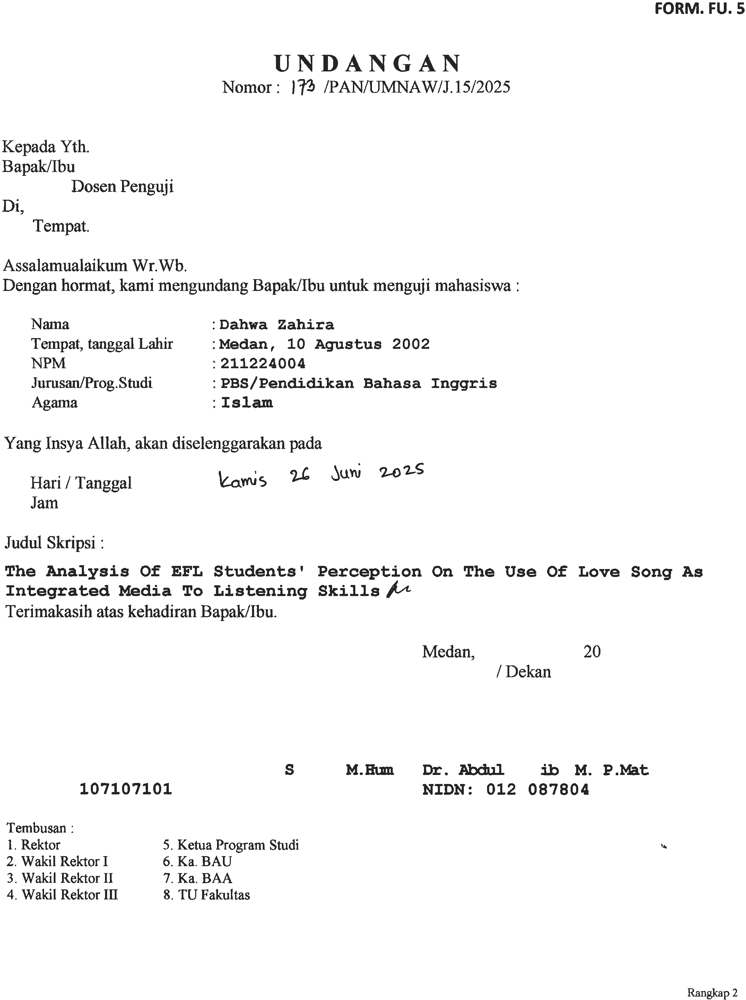 FORM. FU. 5
UNDANGAN
Nomor : 173 /PAN/UMNAW/J.15/2025
Kepada Yth.
Bapak/Ibu
Dosen Penguji
Di,
Tempat.
Assalamualaikum Wr.Wb.
Dengan hormat, kami mengundang Bapak/Ibu untuk menguji mahasiswa :
Nama : Dahwa Zahira
Tempat, tanggal Lahir : Medan, 10 Agustus 2002
NPM : 211224004
Jurusan/Prog.Studi : PBS/Pendidikan Bahasa Inggris
Agama : Islam
Yang Insya Allah, akan diselenggarakan pada
Hari / Tanggal Kamis 26 Juni 2025
Jam
Judul Skripsi :
The Analysis Of EFL Students' Perception On The Use Of Love Song As
Integrated Media To Listening Skills
Terimakasih atas kehadiran Bapak/Ibu.
Medan, 20
/ Dekan
S M.Hum Dr. Abdul ib M. P.Mat
107107101 NIDN: 012 087804
Tembusan :
1. Rektor 5. Ketua Program Studi
2. Wakil Rektor I 6. Ka. BAU
3. Wakil Rektor II 7. Ka. BAA
4. Wakil Rektor III 8. TU Fakultas
Rangkap 2